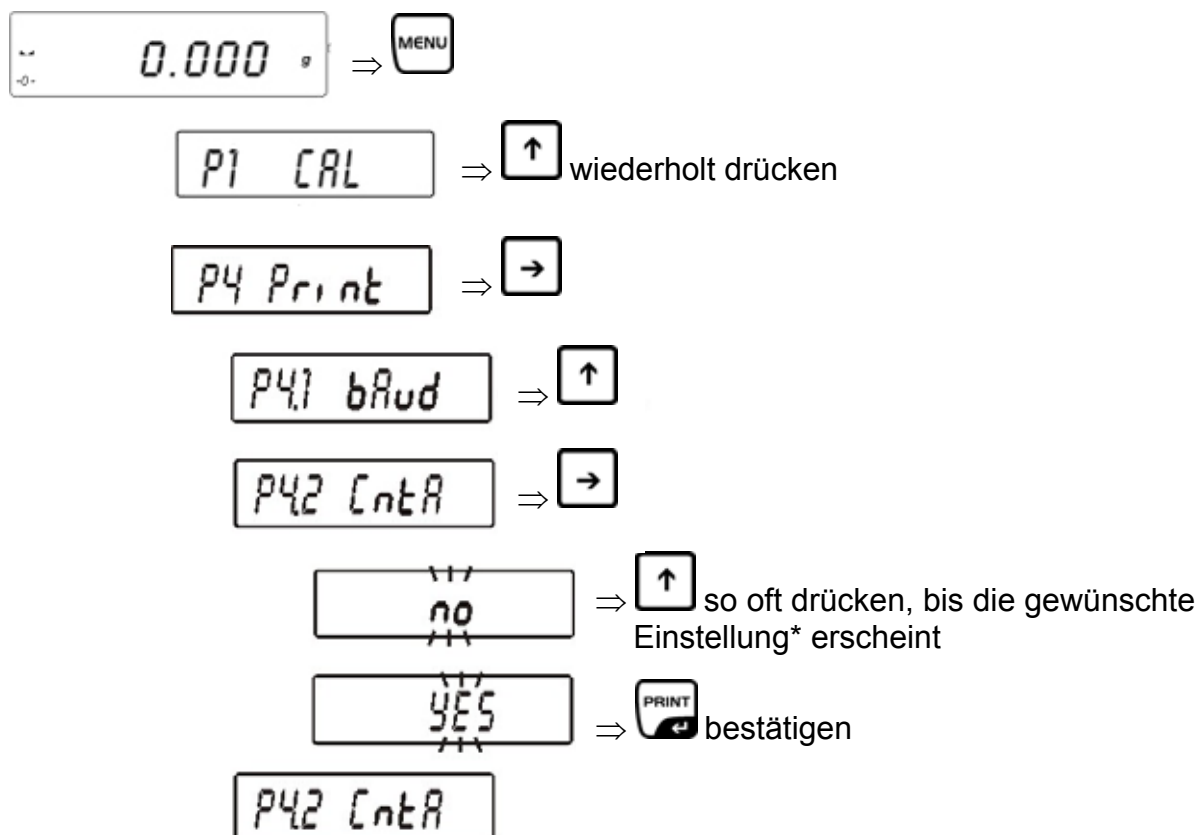 -0- 0.000 g ⇒ MENU
P1 CAL ⇒ ↑ wiederholt drücken
P4 Print ⇒ →
P4.1 bAud ⇒ ↑
P4.2 CntA ⇒ →
no ⇒ ↑ so oft drücken, bis die gewünschte
Einstellung* erscheint
YES ⇒ PRINT bestätigen
P4.2 CntA